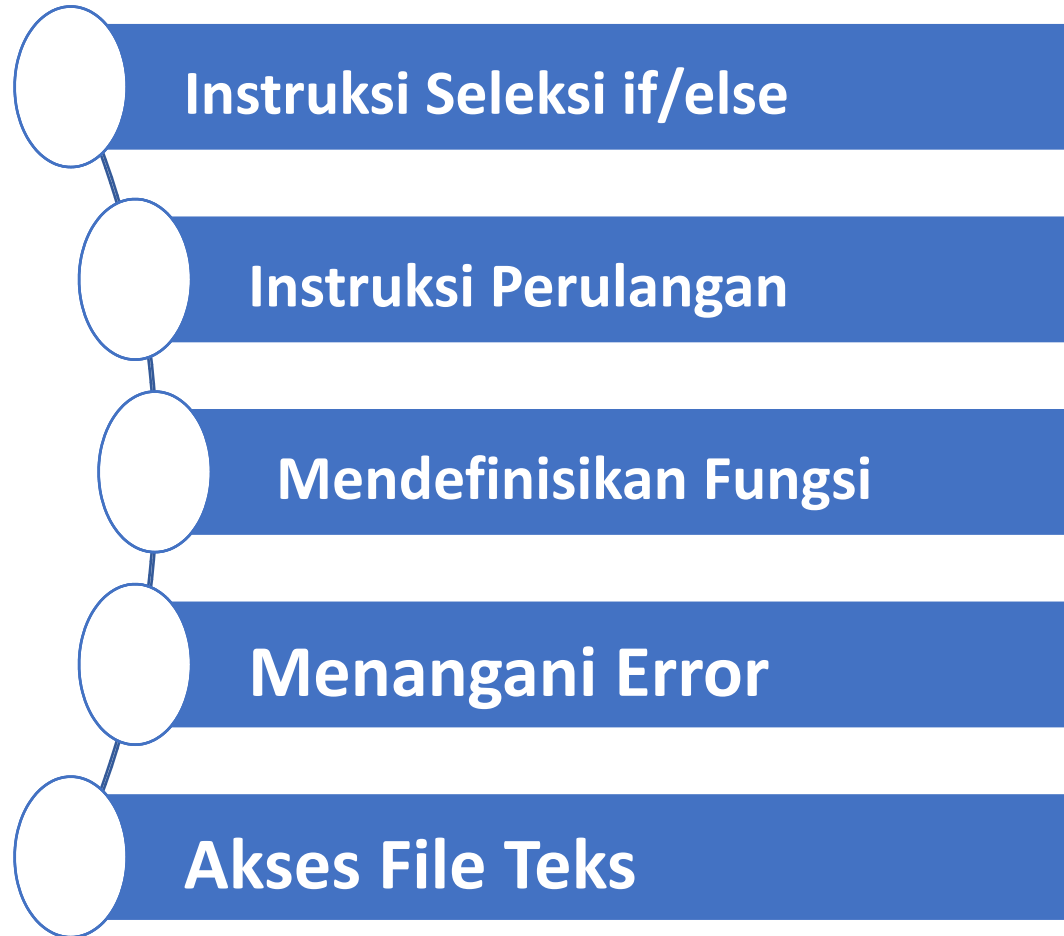 Instruksi Seleksi if/else
Instruksi Perulangan
Mendefinisikan Fungsi
Menangani Error
Akses File Teks